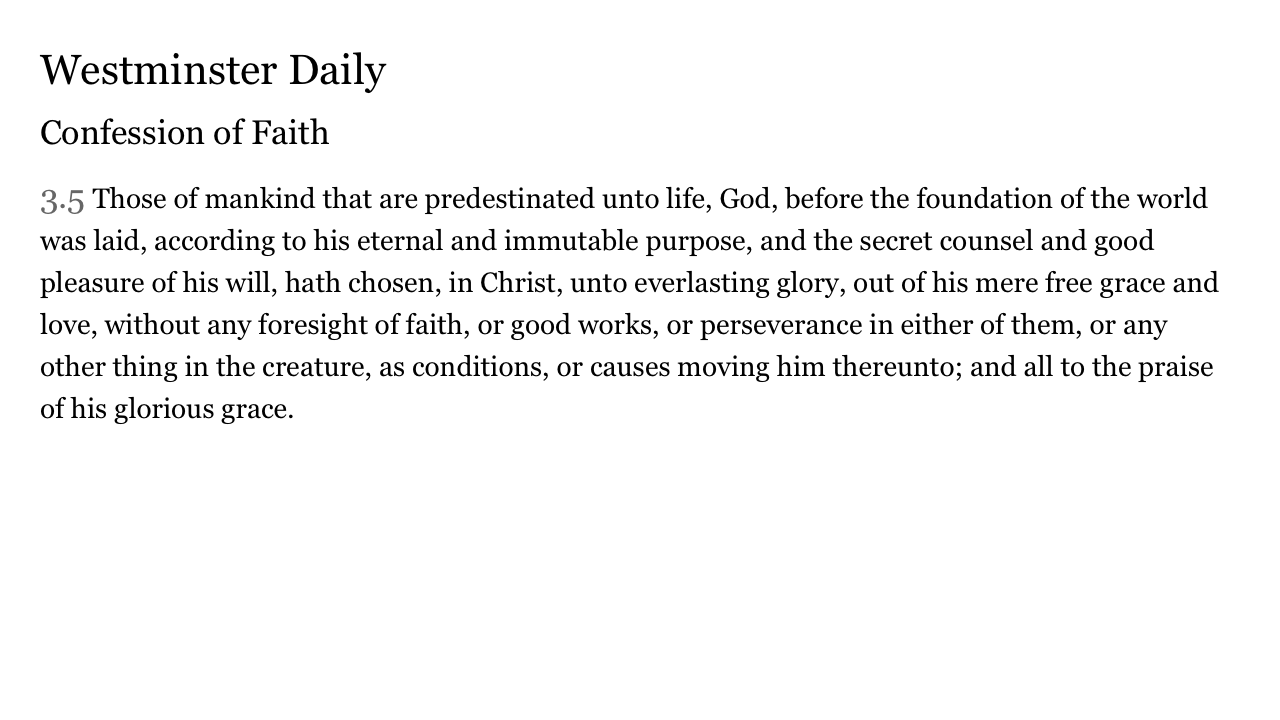 Westminster Daily
Confession of Faith
3.5 Those of mankind that are predestinated unto life, God, before the foundation of the world
was laid, according to his eternal and immutable purpose, and the secret counsel and good
pleasure of his will, hath chosen, in Christ, unto everlasting glory, out of his mere free grace and
love, without any foresight of faith, or good works, or perseverance in either of them, or any
other thing in the creature, as conditions, or causes moving him thereunto; and all to the praise
of his glorious grace.